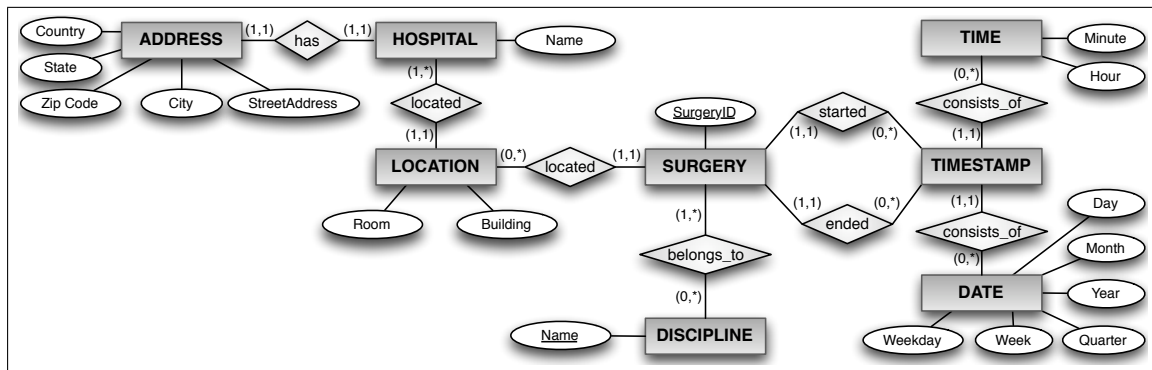 Country
ADDRESS
(1,1)
has
(1,1)
HOSPITAL
Name
State
Zip Code
City
StreetAddress
(1,*)
located
(1,1)
LOCATION
Room
Building
(0,*)
located
(1,1)
SurgeryID
SURGERY
(1,1)
started
(0,*)
(1,1)
ended
(0,*)
(1,*)
belongs_to
(0,*)
Name
DISCIPLINE
TIME
Minute
Hour
(0,*)
consists_of
(1,1)
TIMESTAMP
(1,1)
consists_of
(0,*)
DATE
Day
Month
Year
Quarter
Week
Weekday